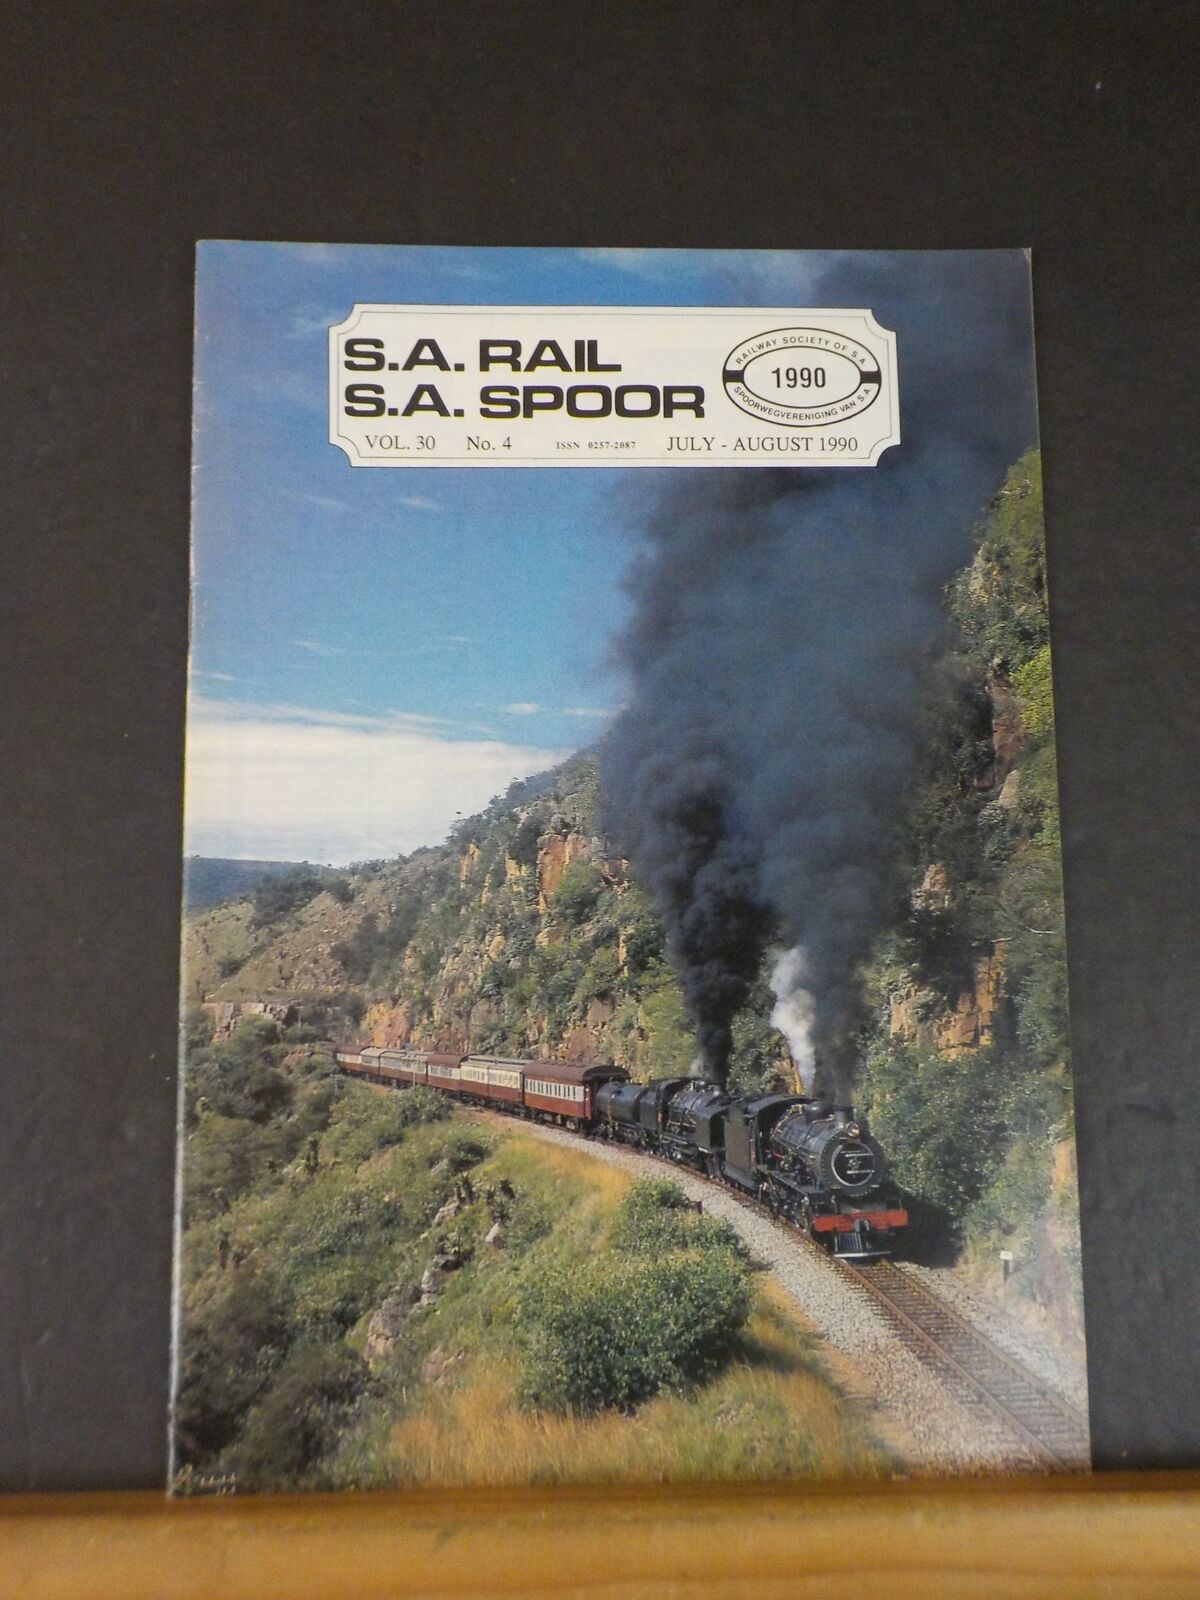 S.A. RAIL
S.A. SPOOR
RAILWAY SOCIETY OF S.A.
1990
SPOORWEGVERENIGING VAN S.A.
VOL. 30 No. 4 ISSN 0257-2087 JULY - AUGUST 1990